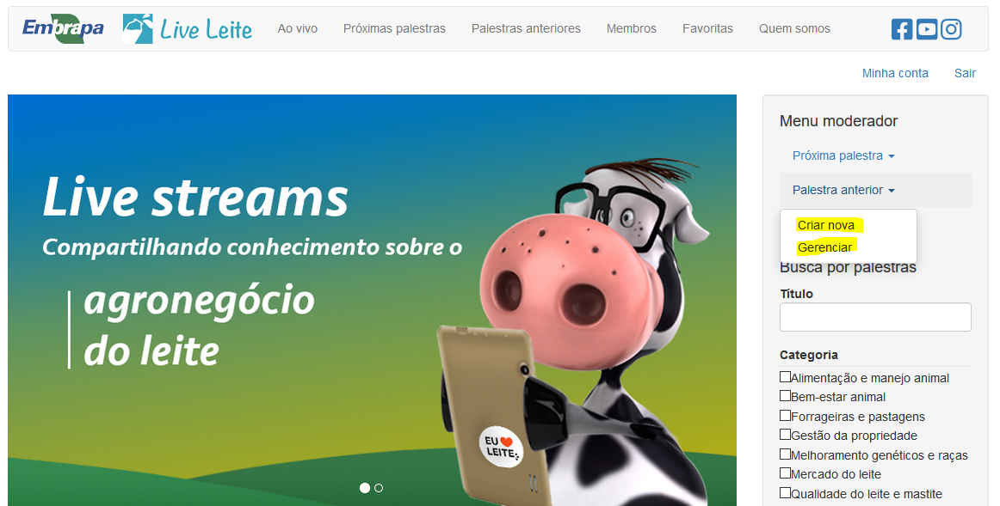 Embrapa Live Leite Ao vivo Próximas palestras Palestras anteriores Membros Favoritas Quem somos
Minha conta Sair
Live streams
Compartilhando conhecimento sobre o
agronegócio
do leite
EU
LEITE
Menu moderador
Próxima palestra
Palestra anterior
Criar nova
Gerenciar
Busca por palestras
Título
Categoria
Alimentação e manejo animal
Bem-estar animal
Forrageiras e pastagens
Gestão da propriedade
Melhoramento genéticos e raças
Mercado do leite
Qualidade do leite e mastite